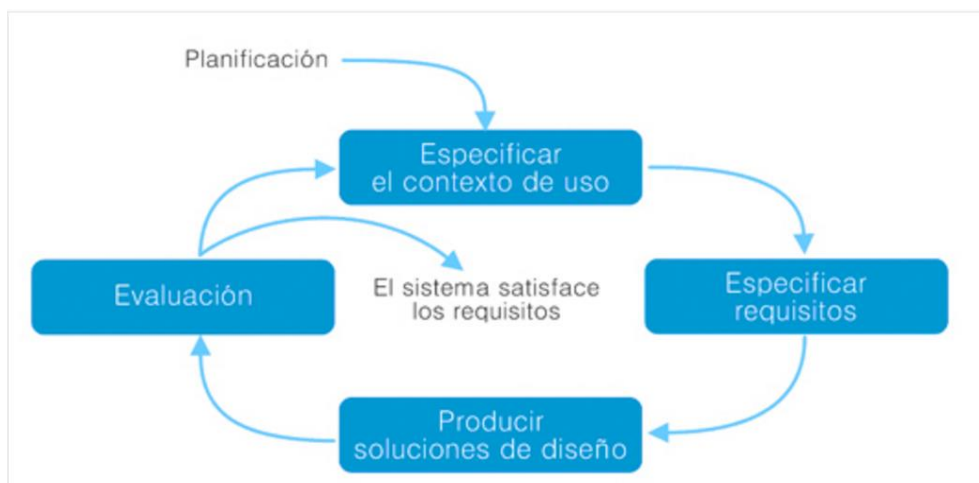 Planificación
Especificar
el contexto de uso
Evaluación
El sistema satisface
los requisitos
Especificar
requisitos
Producir
soluciones de diseño